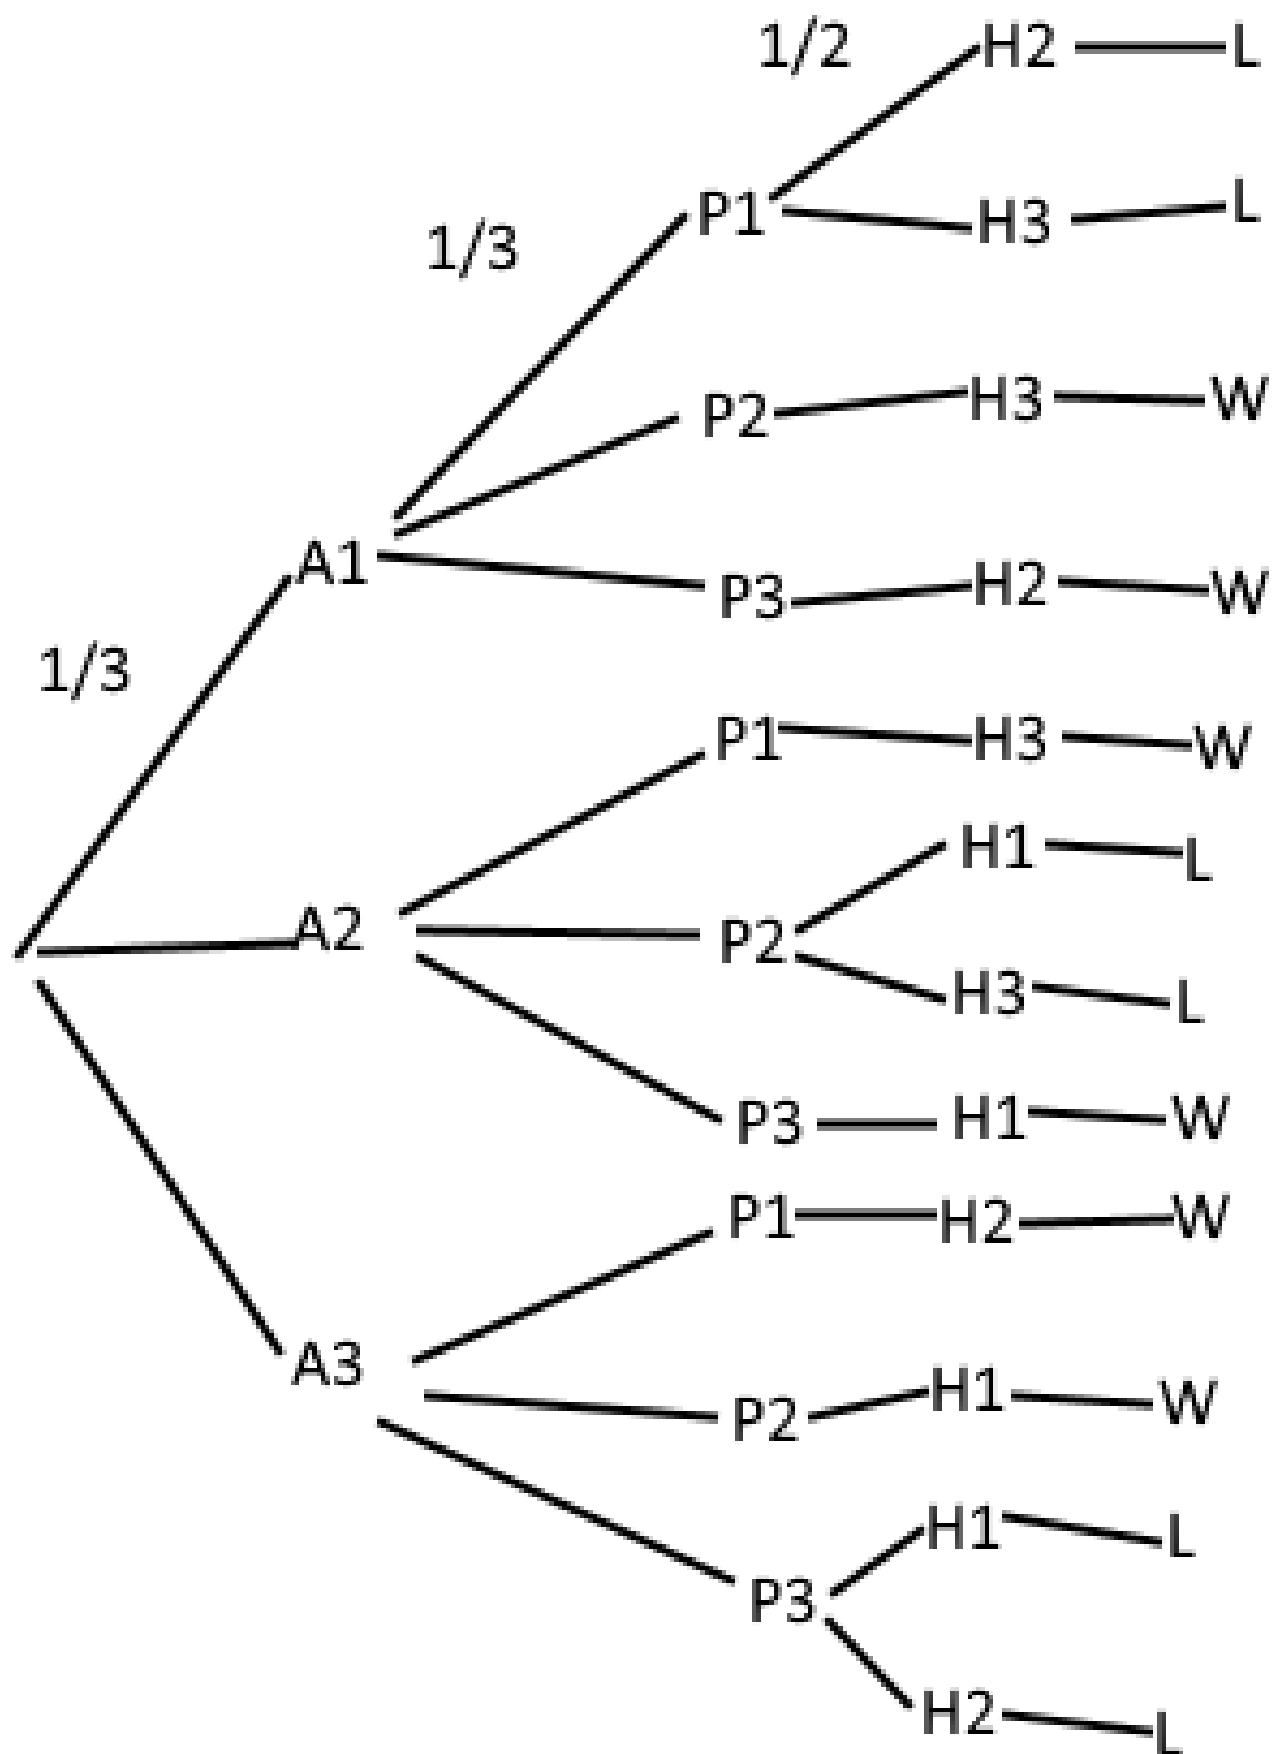 1/2 H2 L
P1 H3 L
1/3
P2 H3 W
A1 P3 H2 W
1/3
P1 H3 W
H1 L
A2 P2
H3 L
P3 H1 W
P1 H2 W
A3
P2 H1 W
H1 L
P3
H2 L